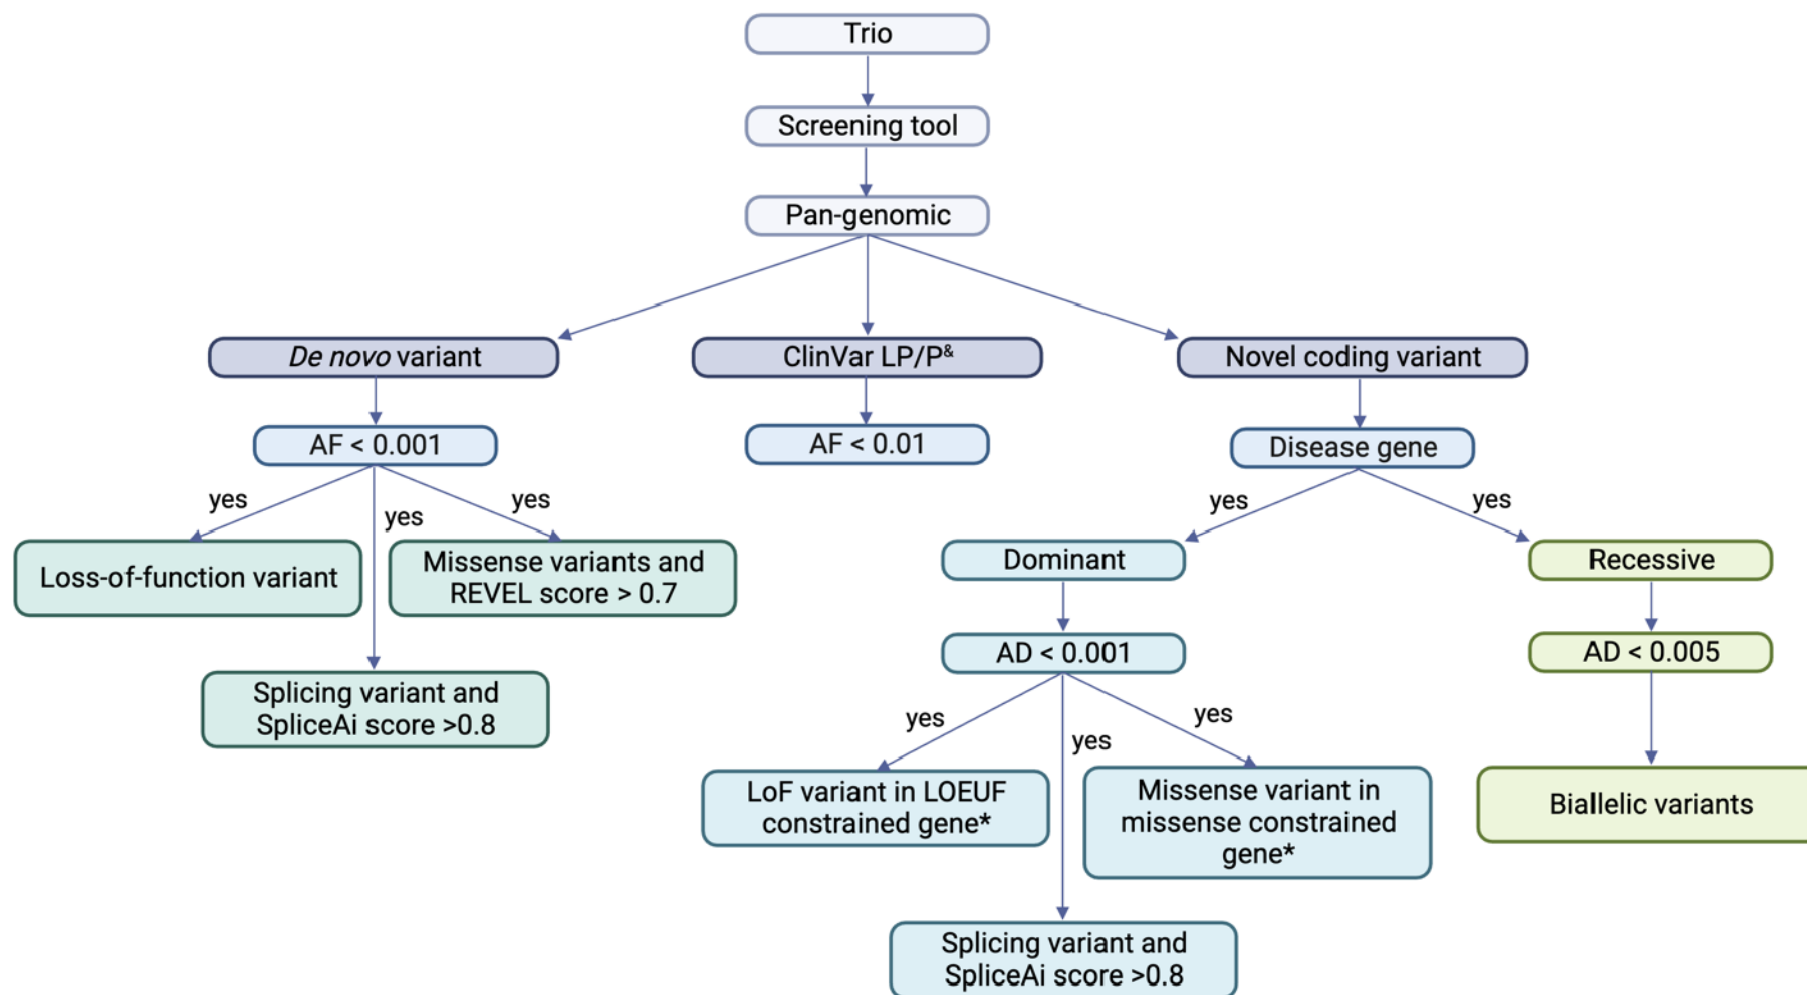 Trio
Screening tool
Pan-genomic
De novo variant
ClinVar LP/P&
Novel coding variant
AF < 0.001
AF < 0.01
Disease gene
yes
yes
yes
yes
yes
Loss-of-function variant
Missense variants and
REVEL score > 0.7
Splicing variant and
SpliceAi score >0.8
Dominant
Recessive
AD < 0.001
AD < 0.005
yes
yes
yes
LoF variant in LOEUF
constrained gene*
Missense variant in
missense constrained
gene*
Biallelic variants
Splicing variant and
SpliceAi score >0.8